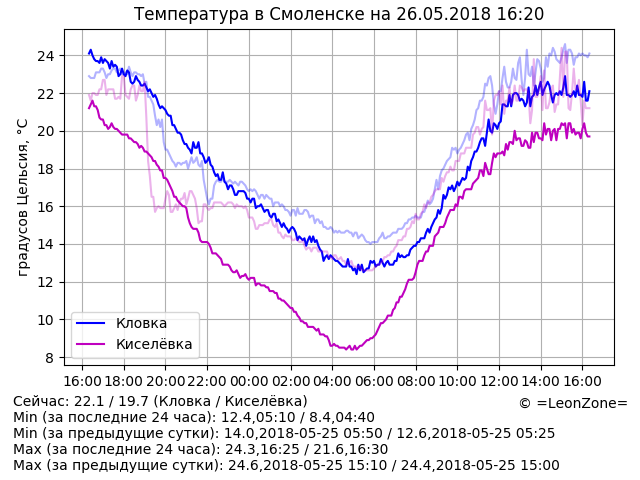 Температура в Смоленске на 26.05.2018 16:20
градусов Цельсия, °C
24
22
20
18
16
14
12
10
8
Кловка
Киселёвка
16:00 18:00 20:00 22:00 00:00 02:00 04:00 06:00 08:00 10:00 12:00 14:00 16:00
Сейчас: 22.1 / 19.7 (Кловка / Киселёвка)
© =LeonZone=
Min (за последние 24 часа): 12.4,05:10 / 8.4,04:40
Min (за предыдущие сутки): 14.0,2018-05-25 05:50 / 12.6,2018-05-25 05:25
Max (за последние 24 часа): 24.3,16:25 / 21.6,16:30
Max (за предыдущие сутки): 24.6,2018-05-25 15:10 / 24.4,2018-05-25 15:00